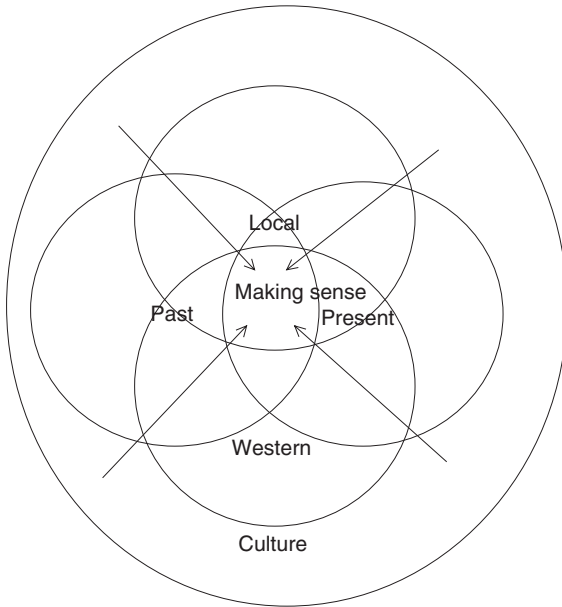 Local
Making sense
Past
Present
Western
Culture